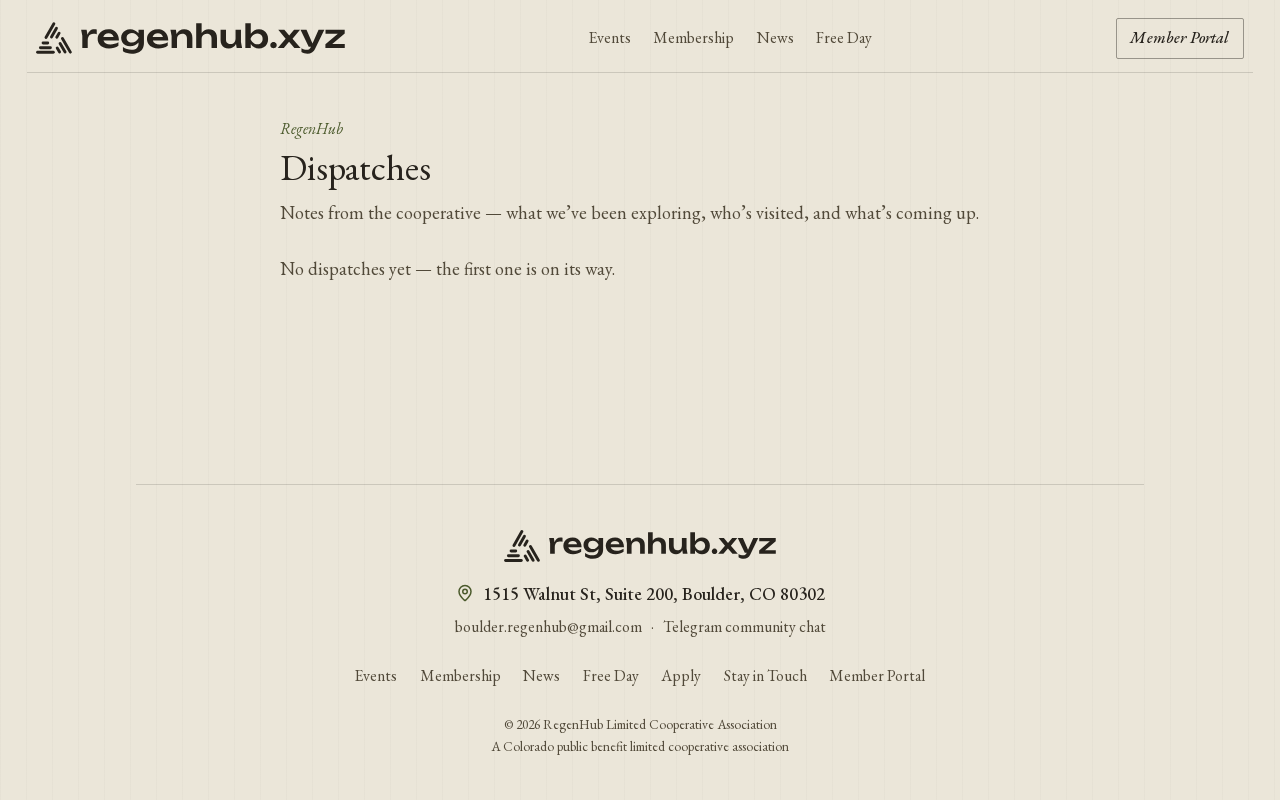 regenhub.xyz
Events Membership News Free Day
Member Portal
RegenHub
Dispatches
Notes from the cooperative — what we’ve been exploring, who’s visited, and what’s coming up.
No dispatches yet — the first one is on its way.
regenhub.xyz
1515 Walnut St, Suite 200, Boulder, CO 80302
boulder.regenhub@gmail.com · Telegram community chat
Events Membership News Free Day Apply Stay in Touch Member Portal
© 2026 RegenHub Limited Cooperative Association
A Colorado public benefit limited cooperative association